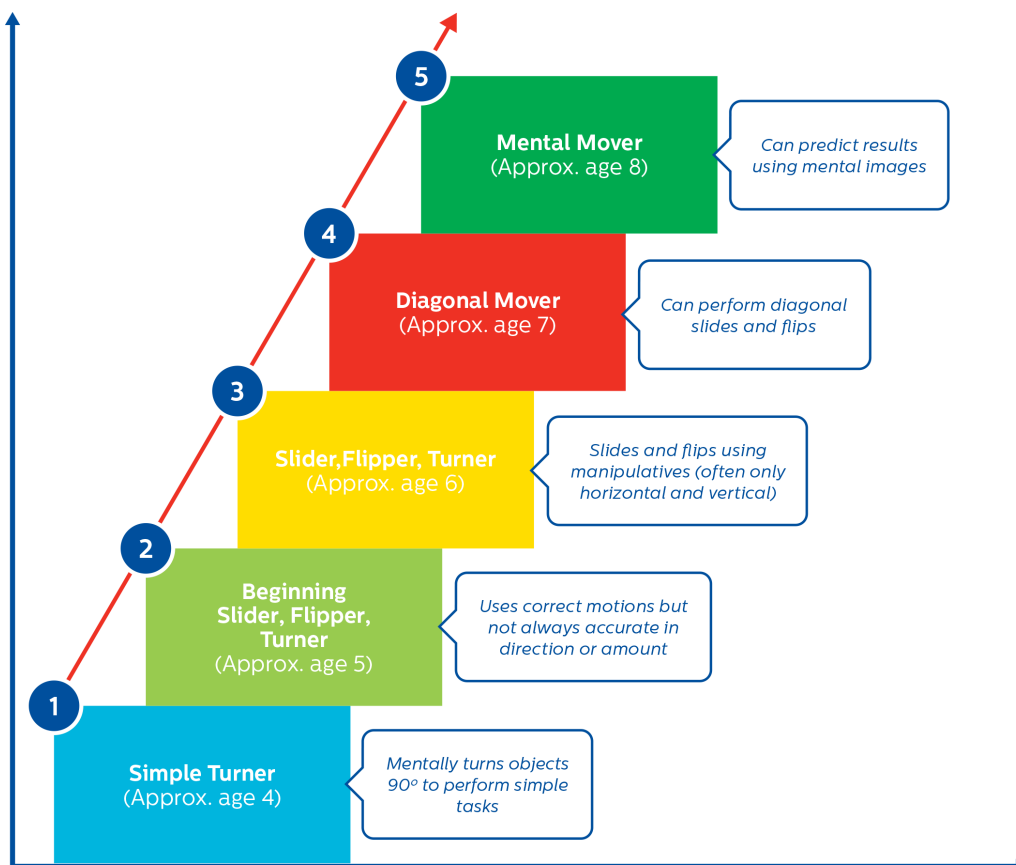 5
Mental Mover
(Approx. age 8)
Can predict results
using mental images
4
Diagonal Mover
(Approx. age 7)
Can perform diagonal
slides and flips
3
Slider,Flipper, Turner
(Approx. age 6)
Slides and flips using
manipulatives (often only
horizontal and vertical)
2
Beginning
Slider, Flipper,
Turner
(Approx. age 5)
Uses correct motions but
not always accurate in
direction or amount
1
Simple Turner
(Approx. age 4)
Mentally turns objects
90º to perform simple
tasks